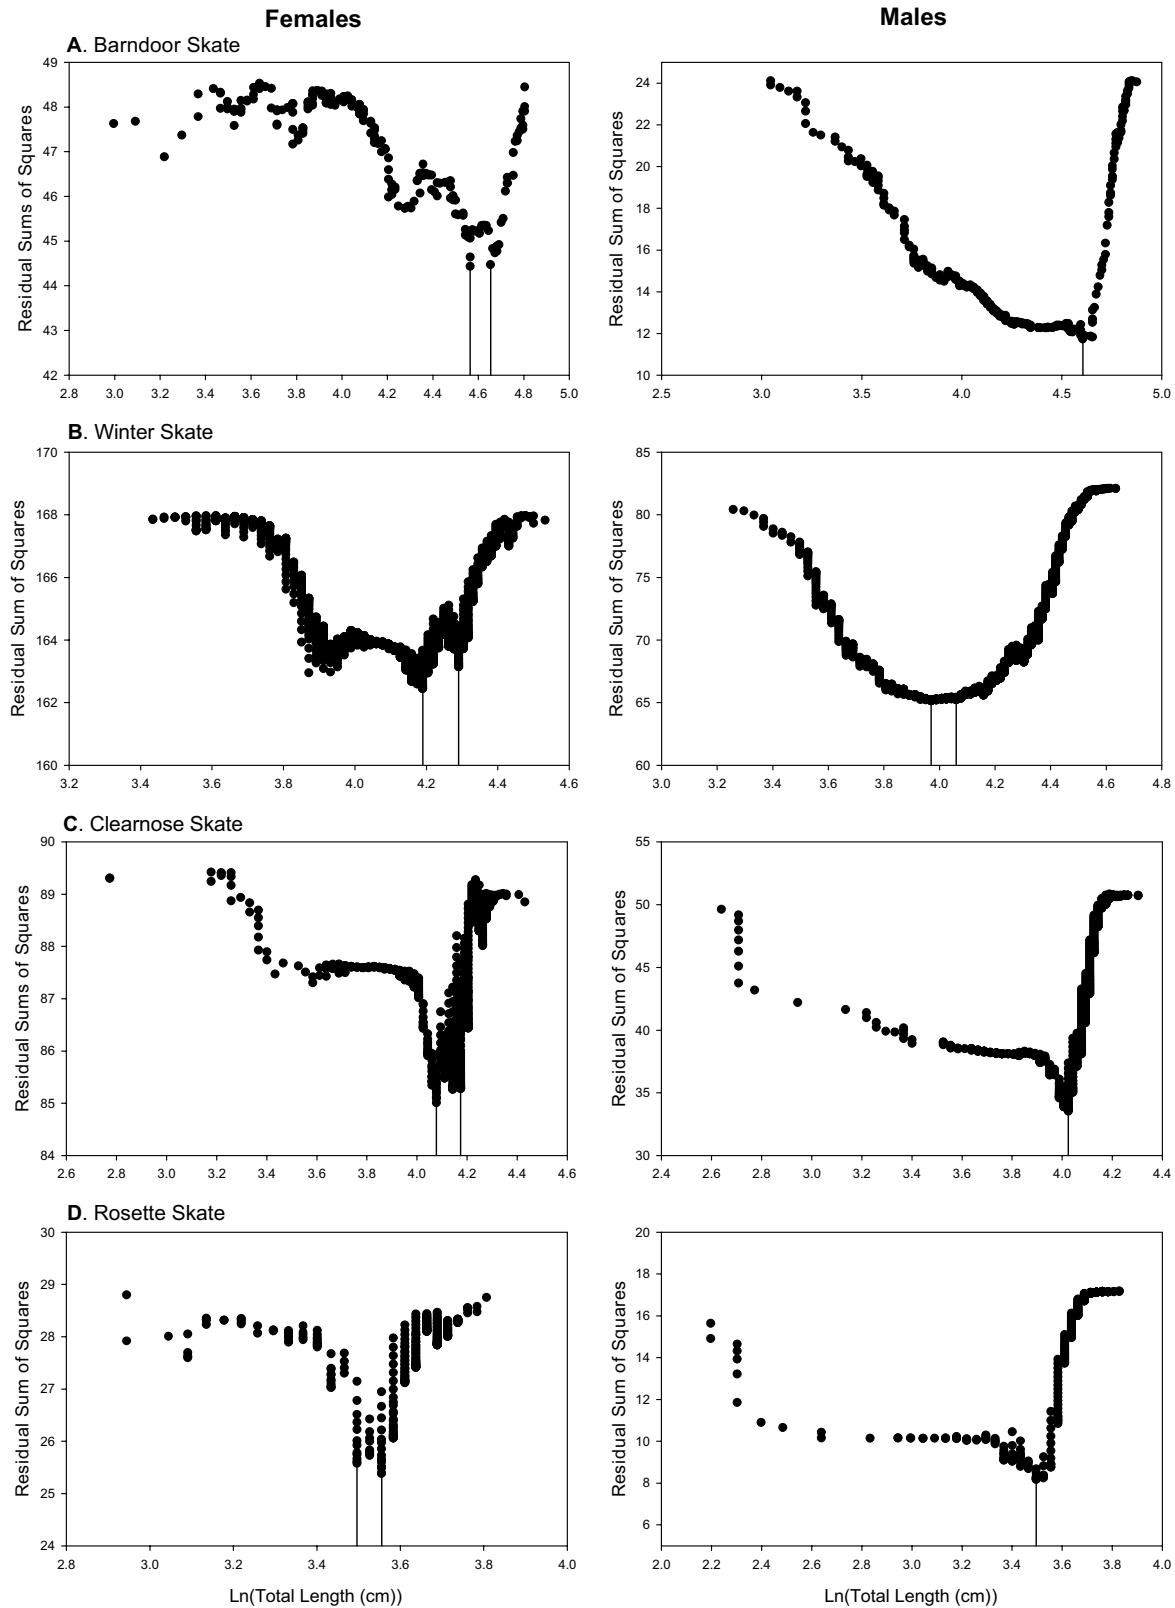 Females
Males
A. Barndoor Skate
Residual Sums of Squares
49
48
47
46
45
44
43
42
2.8 3.0 3.2 3.4 3.6 3.8 4.0 4.2 4.4 4.6 4.8 5.0
Residual Sum of Squares
24
22
20
18
16
14
12
10
2.5 3.0 3.5 4.0 4.5 5.0
B. Winter Skate
Residual Sum of Squares
170
168
166
164
162
160
3.2 3.4 3.6 3.8 4.0 4.2 4.4 4.6
Residual Sum of Squares
85
80
75
70
65
60
3.0 3.2 3.4 3.6 3.8 4.0 4.2 4.4 4.6 4.8
C. Clearnose Skate
Residual Sums of Squares
90
89
88
87
86
85
84
2.6 2.8 3.0 3.2 3.4 3.6 3.8 4.0 4.2 4.4 4.6
Residual Sum of Squares
55
50
45
40
35
30
2.4 2.6 2.8 3.0 3.2 3.4 3.6 3.8 4.0 4.2 4.4
D. Rosette Skate
Residual Sum of Squares
30
29
28
27
26
25
24
2.8 3.0 3.2 3.4 3.6 3.8 4.0
Ln(Total Length (cm))
Residual Sum of Squares
20
18
16
14
12
10
8
6
2.0 2.2 2.4 2.6 2.8 3.0 3.2 3.4 3.6 3.8 4.0
Ln(Total Length (cm))